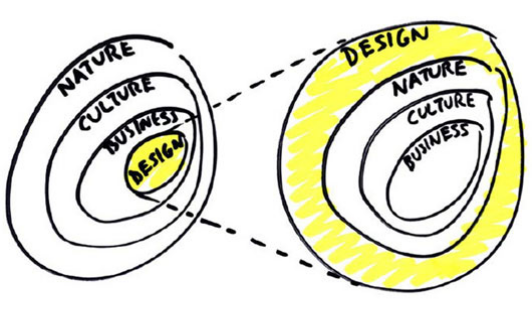 NATURE
CULTURE
BUSINESS
DESIGN
DESIGN
NATURE
CULTURE
BUSINESS